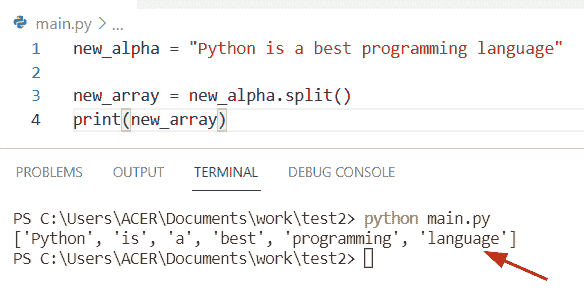 main.py > ...
1 new_alpha = "Python is a best programming language"
2
3 new_array = new_alpha.split()
4 print(new_array)
PROBLEMS OUTPUT TERMINAL DEBUG CONSOLE
PS C:\Users\ACER\Documents\work\test2> python main.py
['Python', 'is', 'a', 'best', 'programming', 'language']
PS C:\Users\ACER\Documents\work\test2>